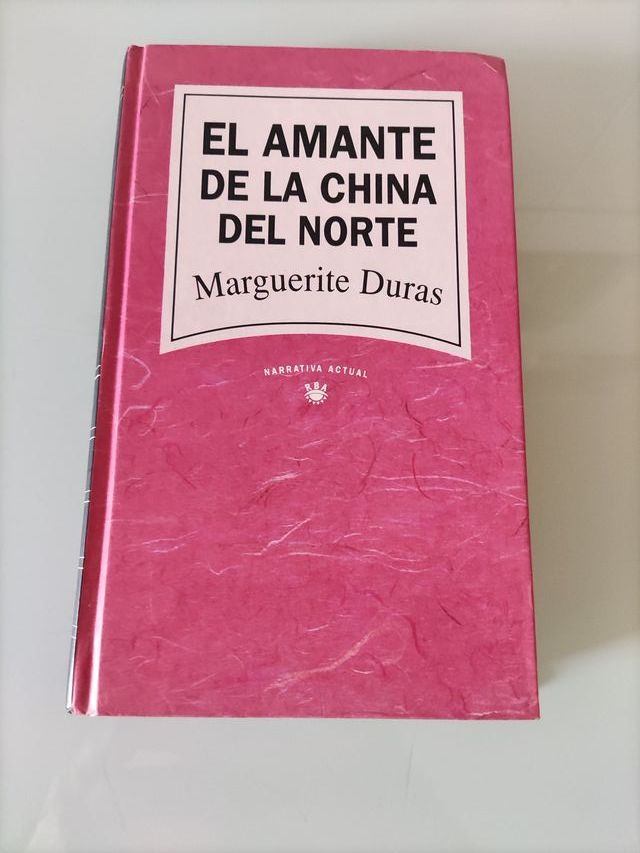 EL AMANTE
DE LA CHINA
DEL NORTE
Marguerite Duras
NARRATIVA ACTUAL
RBA